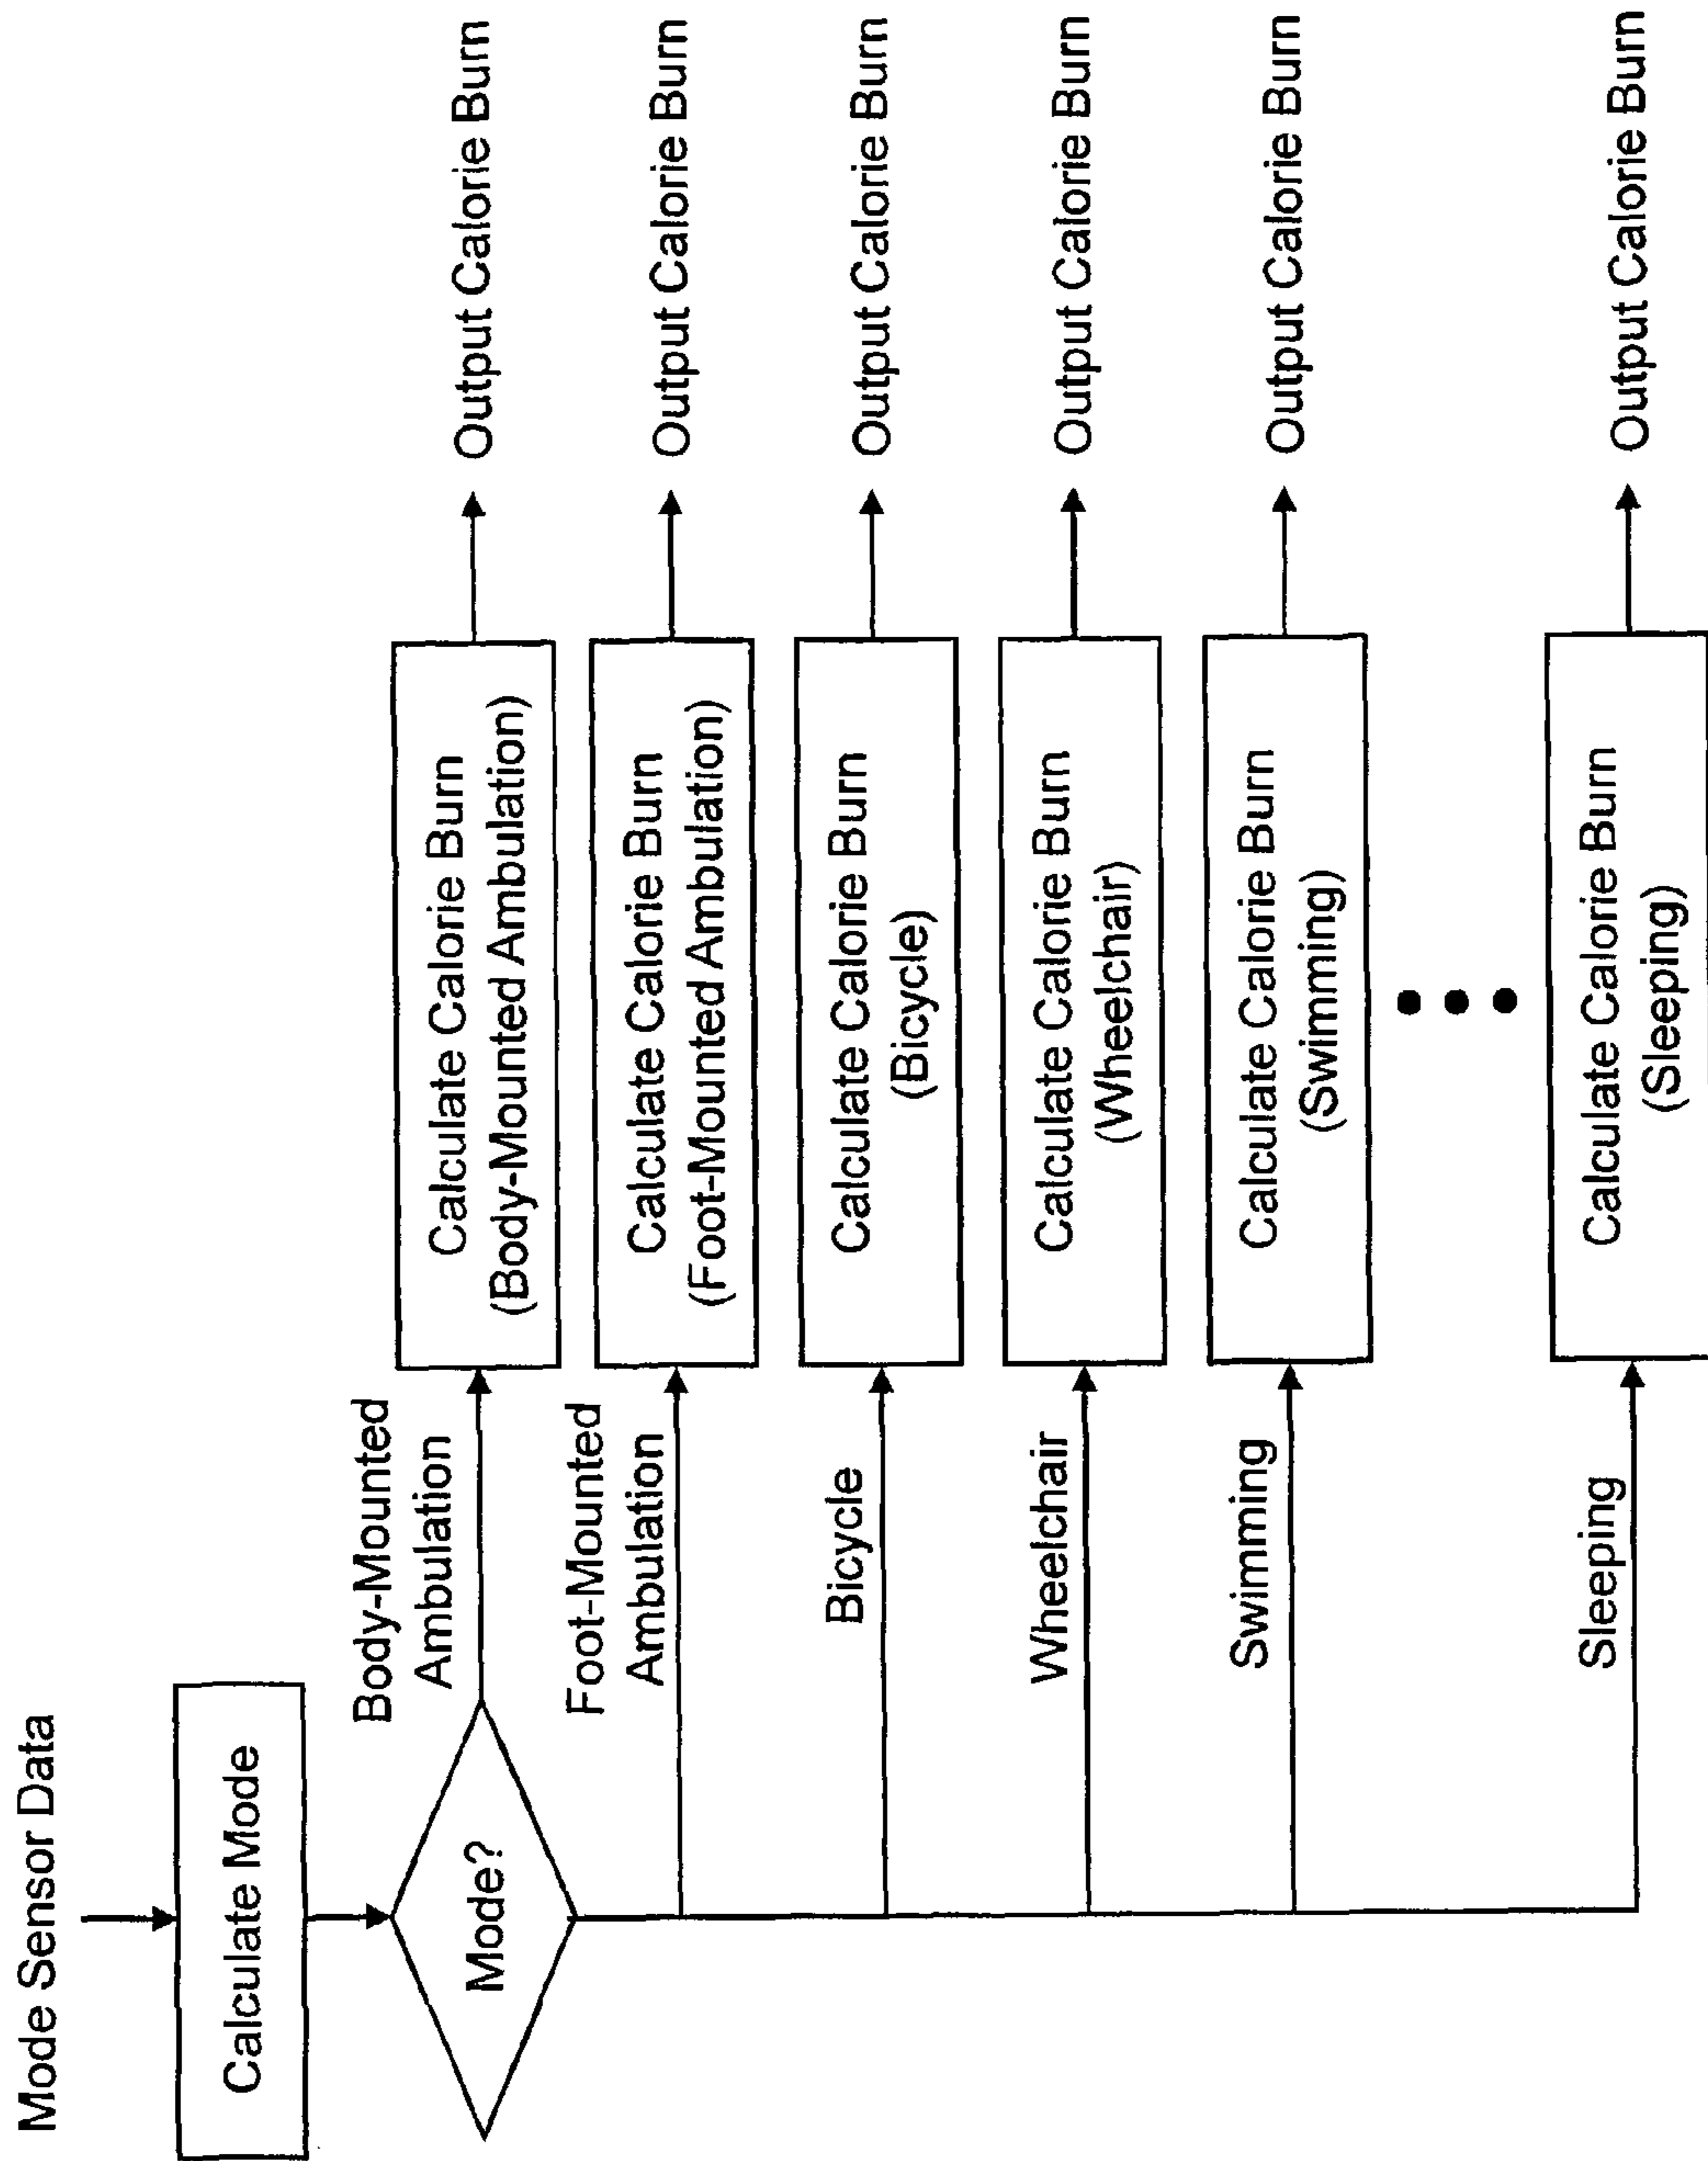 Mode Sensor Data
Calculate Mode
Mode?
Body-Mounted
Ambulation
Calculate Calorie Burn
(Body-Mounted Ambulation)
Output Calorie Burn
Foot-Mounted
Ambulation
Calculate Calorie Burn
(Foot-Mounted Ambulation)
Output Calorie Burn
Bicycle
Calculate Calorie Burn
(Bicycle)
Output Calorie Burn
Wheelchair
Calculate Calorie Burn
(Wheelchair)
Output Calorie Burn
Swimming
Calculate Calorie Burn
(Swimming)
Output Calorie Burn
Sleeping
Calculate Calorie Burn
(Sleeping)
Output Calorie Burn